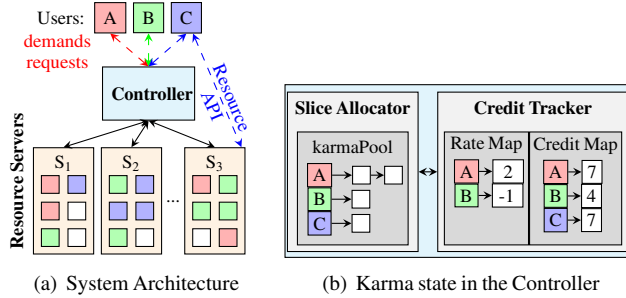 Users: A B C
demands
requests
Resource
API
Controller
Resource Servers
S1 S2 ... S3
(a) System Architecture
Slice Allocator
karmaPool
A
B
C
Credit Tracker
Rate Map
A 2
B -1
Credit Map
A 7
B 4
C 7
(b) Karma state in the Controller